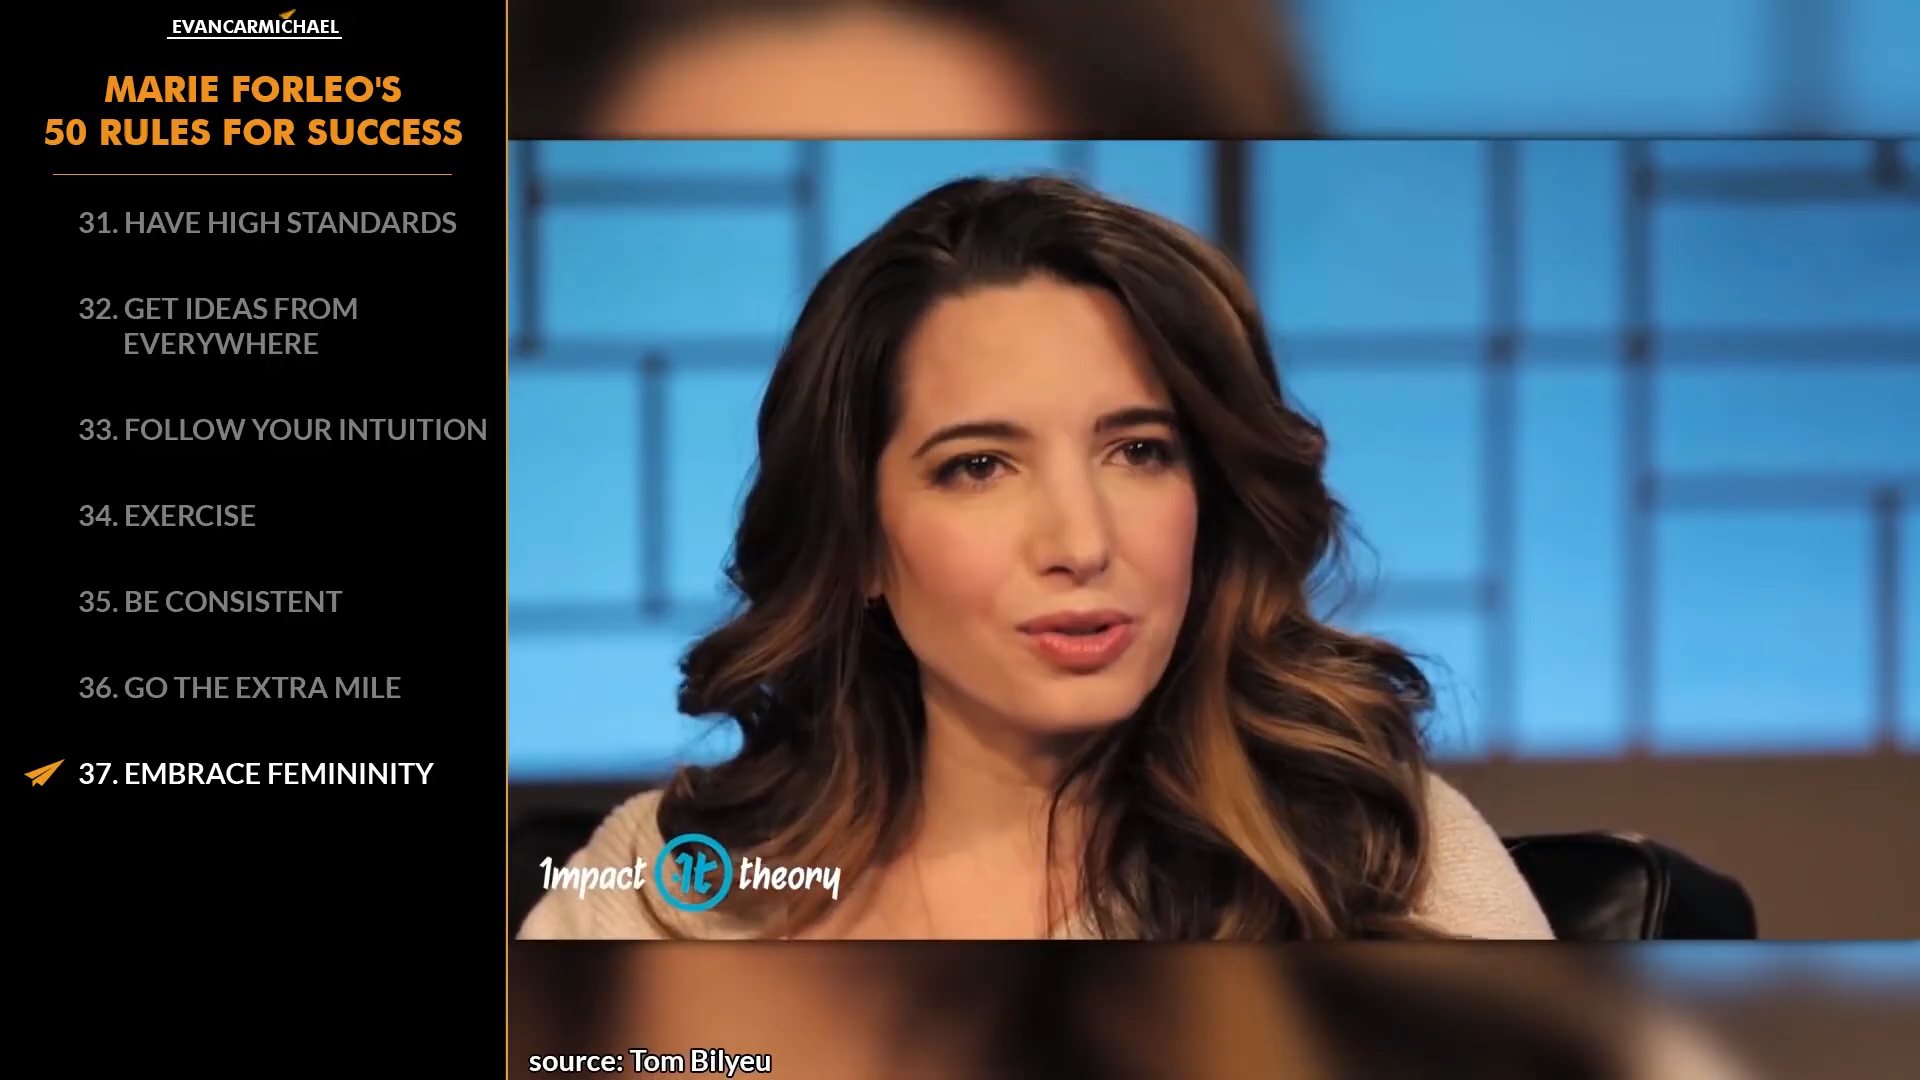 EVANCARMICHAEL
MARIE FORLEO'S
50 RULES FOR SUCCESS
31. HAVE HIGH STANDARDS
32. GET IDEAS FROM
EVERYWHERE
33. FOLLOW YOUR INTUITION
34. EXERCISE
35. BE CONSISTENT
36. GO THE EXTRA MILE
37. EMBRACE FEMININITY
Impact It theory
source: Tom Bilyeu